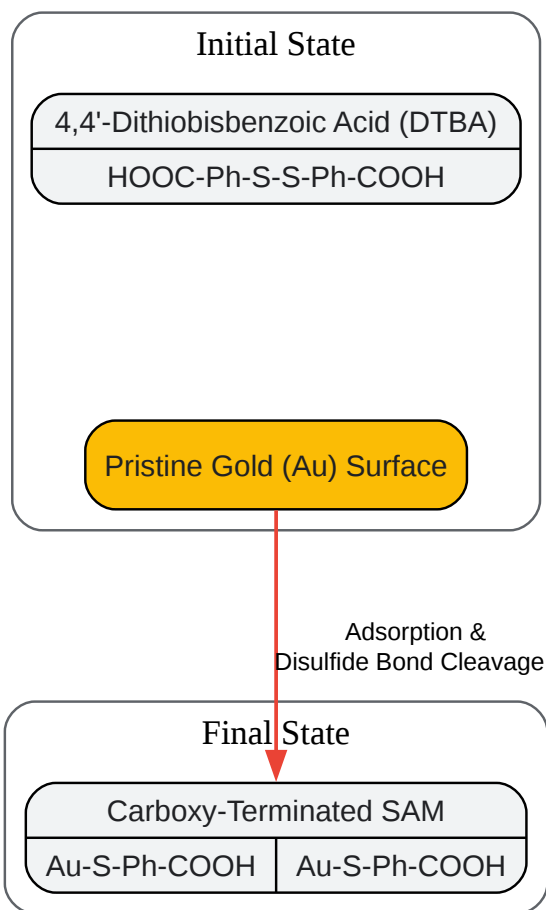 Initial State
4,4'-Dithiobisbenzoic Acid (DTBA)
HOOC-Ph-S-S-Ph-COOH
Pristine Gold (Au) Surface
Adsorption &
Disulfide Bond Cleavage
Final State
Carboxy-Terminated SAM
Au-S-Ph-COOH
Au-S-Ph-COOH